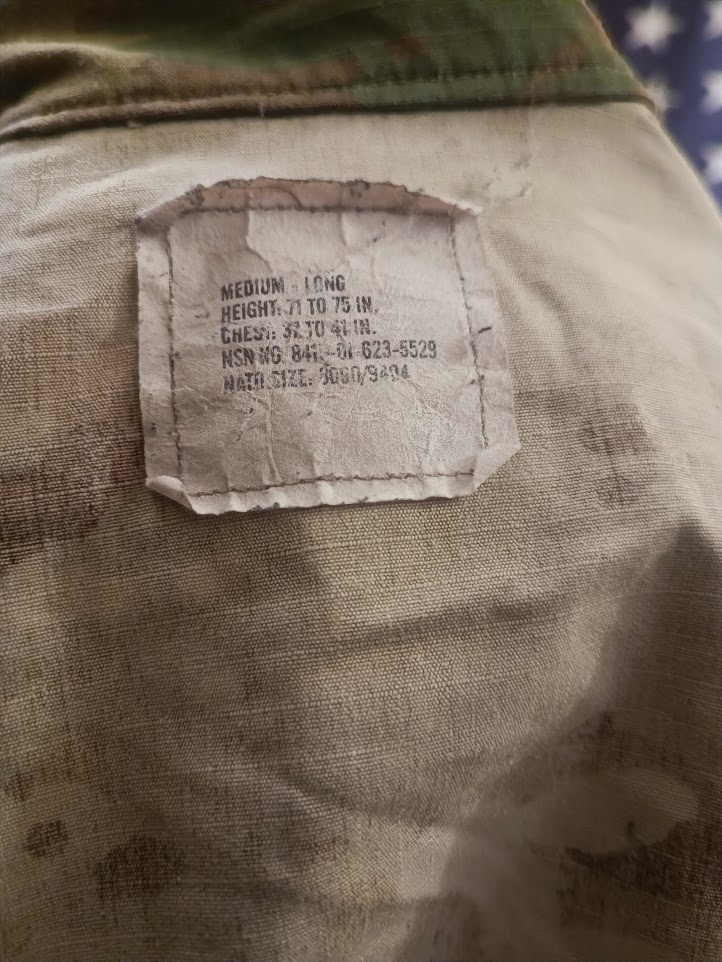 MEDIUM - LONG
HEIGHT: 71 TO 75 IN.
CHEST: 37 TO 41 IN.
NSN NO. 8415-01-623-5529
NATO SIZE: